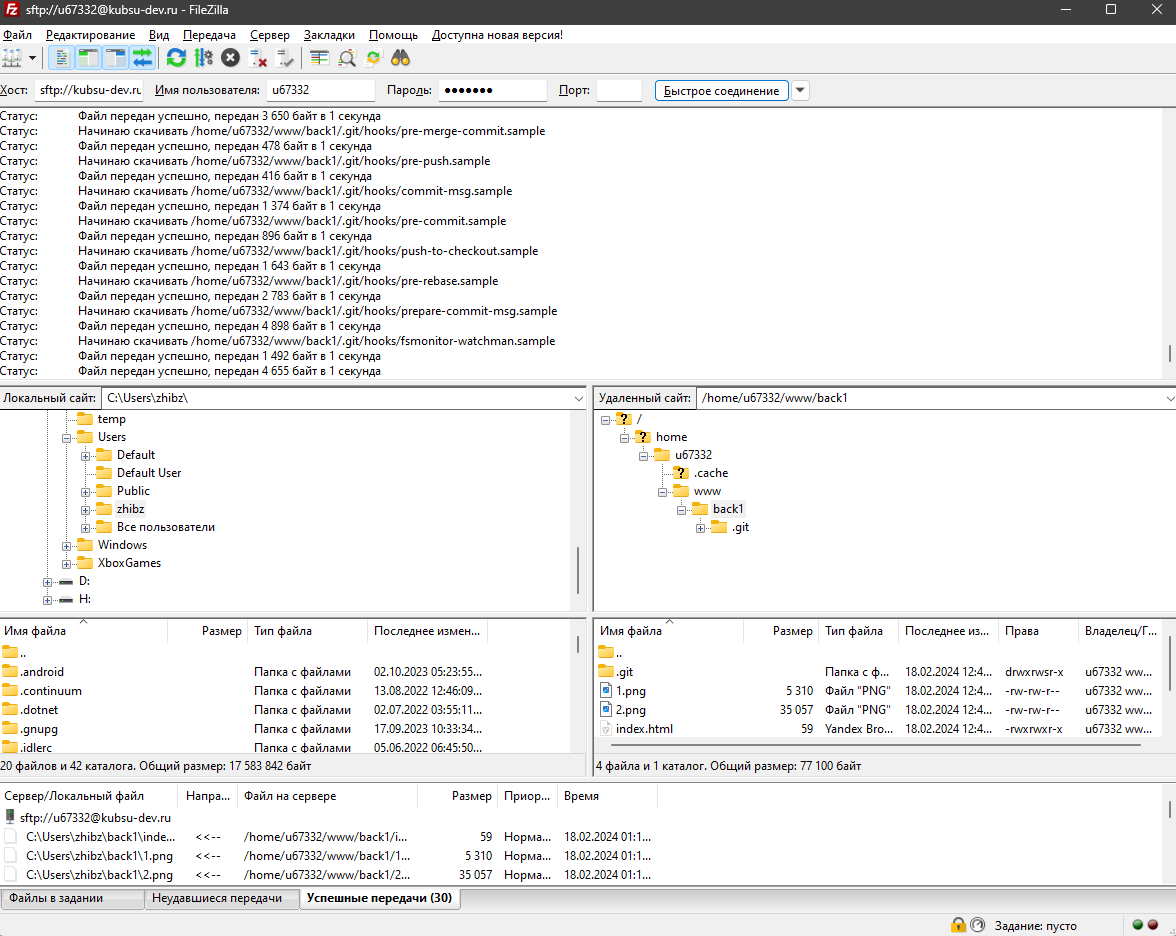 sftp://u67332@kubsu-dev.ru - FileZilla
Файл Редактирование Вид Передача Сервер Закладки Помощь Доступна новая версия!
Хост: sftp://kubsu-dev.ru Имя пользователя: u67332 Пароль: ●●●●●●● Порт: Быстрое соединение
Статус: Файл передан успешно, передан 3 650 байт в 1 секунда
Статус: Начинаю скачивать /home/u67332/www/back1/.git/hooks/pre-merge-commit.sample
Статус: Файл передан успешно, передан 478 байт в 1 секунда
Статус: Начинаю скачивать /home/u67332/www/back1/.git/hooks/pre-push.sample
Статус: Файл передан успешно, передан 416 байт в 1 секунда
Статус: Начинаю скачивать /home/u67332/www/back1/.git/hooks/commit-msg.sample
Статус: Файл передан успешно, передан 1 374 байт в 1 секунда
Статус: Начинаю скачивать /home/u67332/www/back1/.git/hooks/pre-commit.sample
Статус: Файл передан успешно, передан 896 байт в 1 секунда
Статус: Начинаю скачивать /home/u67332/www/back1/.git/hooks/push-to-checkout.sample
Статус: Файл передан успешно, передан 1 643 байт в 1 секунда
Статус: Начинаю скачивать /home/u67332/www/back1/.git/hooks/pre-rebase.sample
Статус: Файл передан успешно, передан 2 783 байт в 1 секунда
Статус: Начинаю скачивать /home/u67332/www/back1/.git/hooks/prepare-commit-msg.sample
Статус: Файл передан успешно, передан 4 898 байт в 1 секунда
Статус: Начинаю скачивать /home/u67332/www/back1/.git/hooks/fsmonitor-watchman.sample
Статус: Файл передан успешно, передан 1 492 байт в 1 секунда
Статус: Файл передан успешно, передан 4 655 байт в 1 секунда
Локальный сайт: C:\Users\zhibz\
temp
Users
Default
Default User
Public
zhibz
Все пользователи
Windows
XboxGames
D:
H:
Удаленный сайт: /home/u67332/www/back1
/
home
u67332
.cache
www
back1
.git
Имя файла Размер Тип файла Последнее измен...
..
.android Папка с файлами 02.10.2023 05:23:55...
.continuum Папка с файлами 13.08.2022 12:46:09...
.dotnet Папка с файлами 02.07.2022 03:55:11...
.gnupg Папка с файлами 17.09.2023 10:33:34...
.idlerc Папка с файлами 05.06.2022 06:45:50...
20 файлов и 42 каталога. Общий размер: 17 583 842 байт
Имя файла Размер Тип файла Последнее из... Права Владелец/Г...
..
.git Папка с ф... 18.02.2024 12:4... drwxrwsr-x u67332 ww...
1.png 5 310 Файл "PNG" 18.02.2024 12:4... -rw-rw-r-- u67332 ww...
2.png 35 057 Файл "PNG" 18.02.2024 12:4... -rw-rw-r-- u67332 ww...
index.html 59 Yandex Bro... 18.02.2024 12:4... -rwxrwxr-x u67332 ww...
4 файла и 1 каталог. Общий размер: 77 100 байт
Сервер/Локальный файл Напра... Файл на сервере Размер Приор... Время
sftp://u67332@kubsu-dev.ru
C:\Users\zhibz\back1\inde... <<-- /home/u67332/www/back1/i... 59 Норма... 18.02.2024 01:1...
C:\Users\zhibz\back1\1.png <<-- /home/u67332/www/back1/1... 5 310 Норма... 18.02.2024 01:1...
C:\Users\zhibz\back1\2.png <<-- /home/u67332/www/back1/2... 35 057 Норма... 18.02.2024 01:1...
Файлы в задании Неудавшиеся передачи Успешные передачи (30)
Задание: пусто